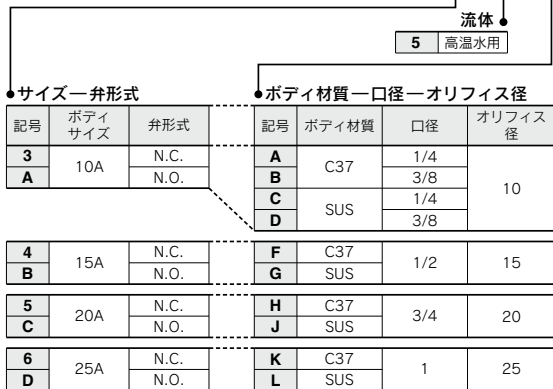 流体
5 高温水用
サイズ―弁形式
記号 ボディサイズ 弁形式
3 10A N.C.
A N.O.
4 15A N.C.
B N.O.
5 20A N.C.
C N.O.
6 25A N.C.
D N.O.
ボディ材質―口径―オリフィス径
記号 ボディ材質 口径 オリフィス径
A C37 1/4 10
B 3/8
C SUS 1/4
D 3/8
F C37 1/2 15
G SUS
H C37 3/4 20
J SUS
K C37 1 25
L SUS